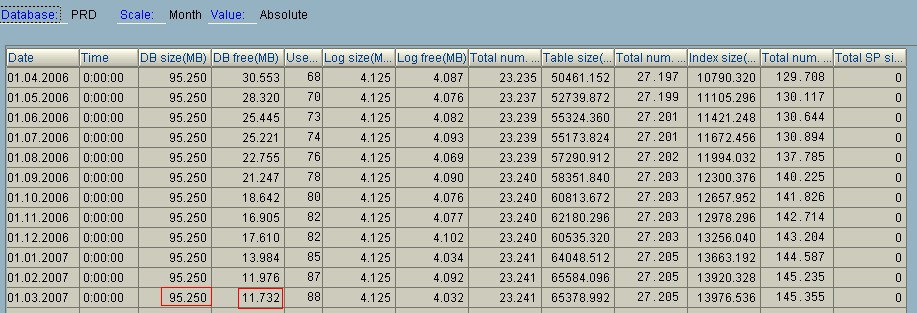 Database: PRD Scale: Month Value: Absolute
Date Time DB size(MB) DB free(MB) Use... Log size(M... Log free(MB) Total num. ... Table size(... Total num. ... Index size(... Total num. ... Total SP si...
01.04.2006 0:00:00 95.250 30.553 68 4.125 4.087 23.235 50461.152 27.197 10790.320 129.708 0
01.05.2006 0:00:00 95.250 28.320 70 4.125 4.076 23.237 52739.872 27.199 11105.296 130.117 0
01.06.2006 0:00:00 95.250 25.445 73 4.125 4.082 23.239 55324.360 27.201 11421.248 130.644 0
01.07.2006 0:00:00 95.250 25.221 74 4.125 4.093 23.239 55173.824 27.201 11672.456 130.894 0
01.08.2006 0:00:00 95.250 22.755 76 4.125 4.069 23.239 57290.912 27.202 11994.032 137.785 0
01.09.2006 0:00:00 95.250 21.247 78 4.125 4.090 23.240 58351.840 27.203 12300.376 140.225 0
01.10.2006 0:00:00 95.250 18.642 80 4.125 4.076 23.240 60813.672 27.203 12657.952 141.826 0
01.11.2006 0:00:00 95.250 16.905 82 4.125 4.077 23.240 62180.296 27.203 12978.296 142.714 0
01.12.2006 0:00:00 95.250 17.610 82 4.125 4.102 23.240 60535.320 27.203 13256.040 143.204 0
01.01.2007 0:00:00 95.250 13.984 85 4.125 4.034 23.241 64048.512 27.205 13663.192 144.587 0
01.02.2007 0:00:00 95.250 11.976 87 4.125 4.092 23.241 65584.096 27.205 13920.328 145.235 0
01.03.2007 0:00:00 95.250 11.732 88 4.125 4.032 23.241 65378.992 27.205 13976.536 145.355 0